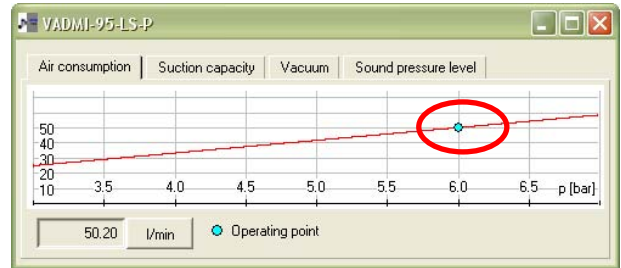 VADMI-95-LS-P
Air consumption Suction capacity Vacuum Sound pressure level
50
40
30
20
10 3.5 4.0 4.5 5.0 5.5 6.0 6.5 p [bar]
50.20 l/min Operating point